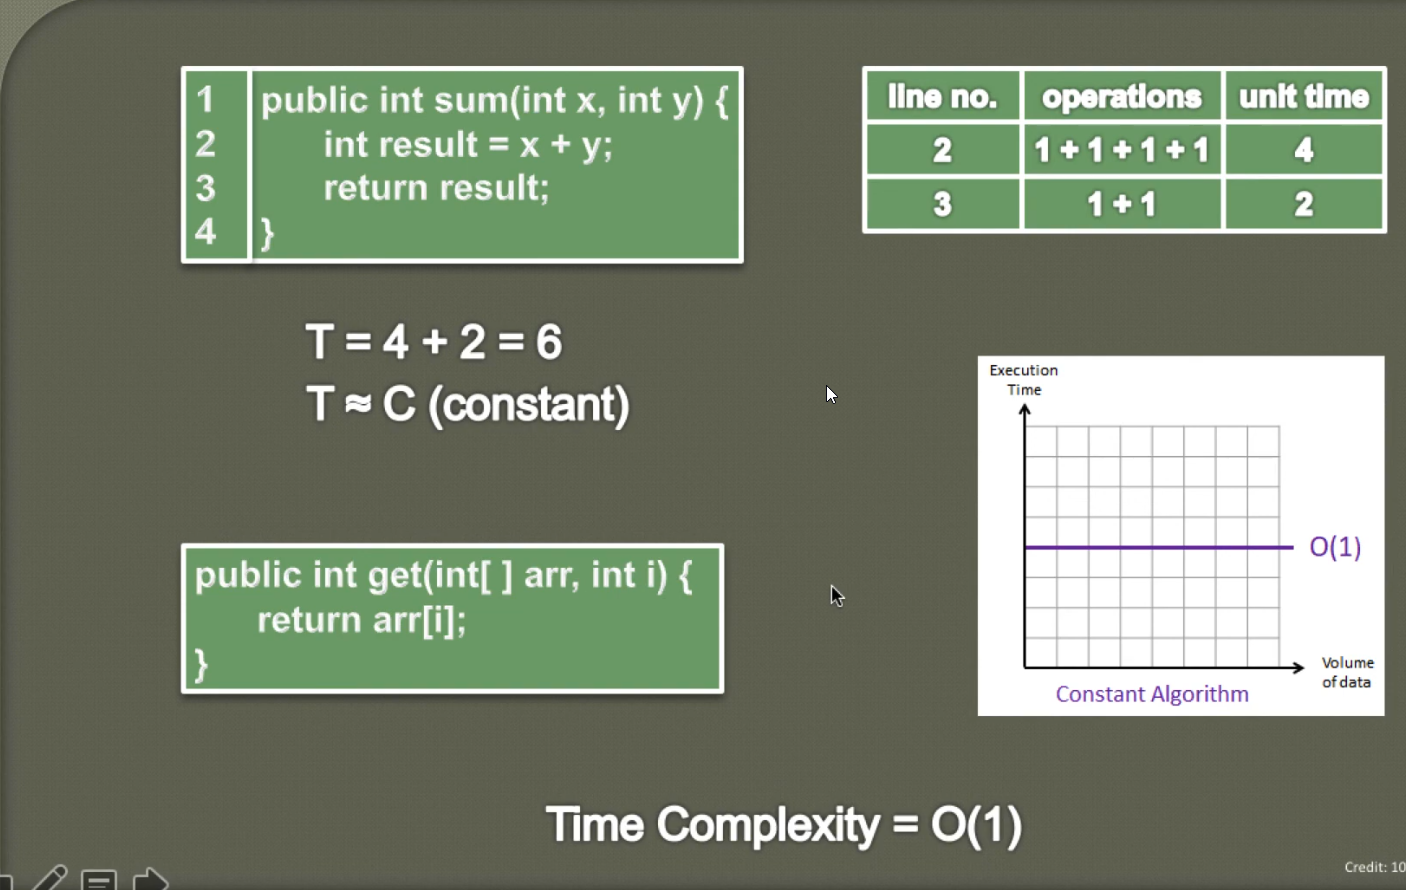 1 public int sum(int x, int y) {
2 int result = x + y;
3 return result;
4 }
line no. operations unit time
2 1 + 1 + 1 + 1 4
3 1 + 1 2
T = 4 + 2 = 6
T ≈ C (constant)
Execution
Time
O(1)
Volume
of data
Constant Algorithm
public int get(int[ ] arr, int i) {
return arr[i];
}
Time Complexity = O(1)
Credit: 10